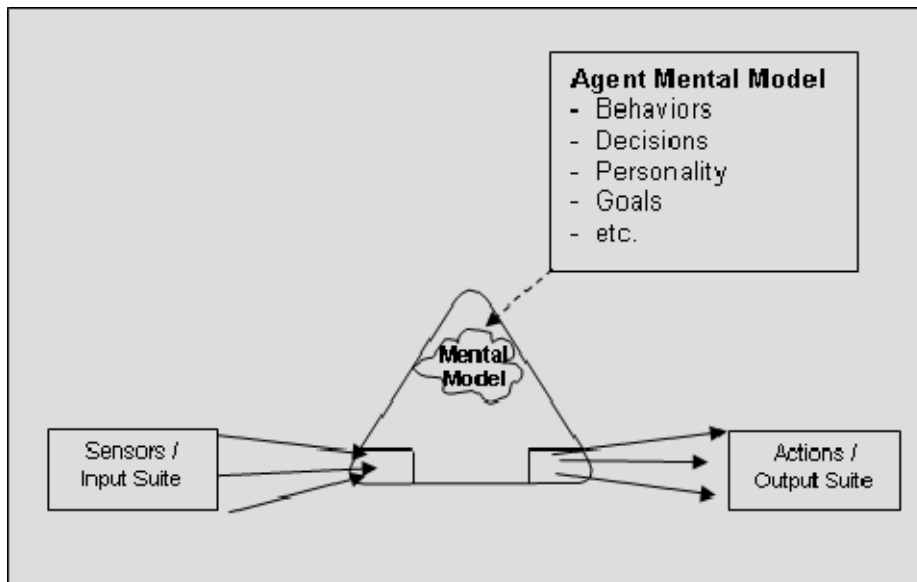 Agent Mental Model
- Behaviors
- Decisions
- Personality
- Goals
- etc.
Mental
Model
Sensors /
Input Suite
Actions /
Output Suite